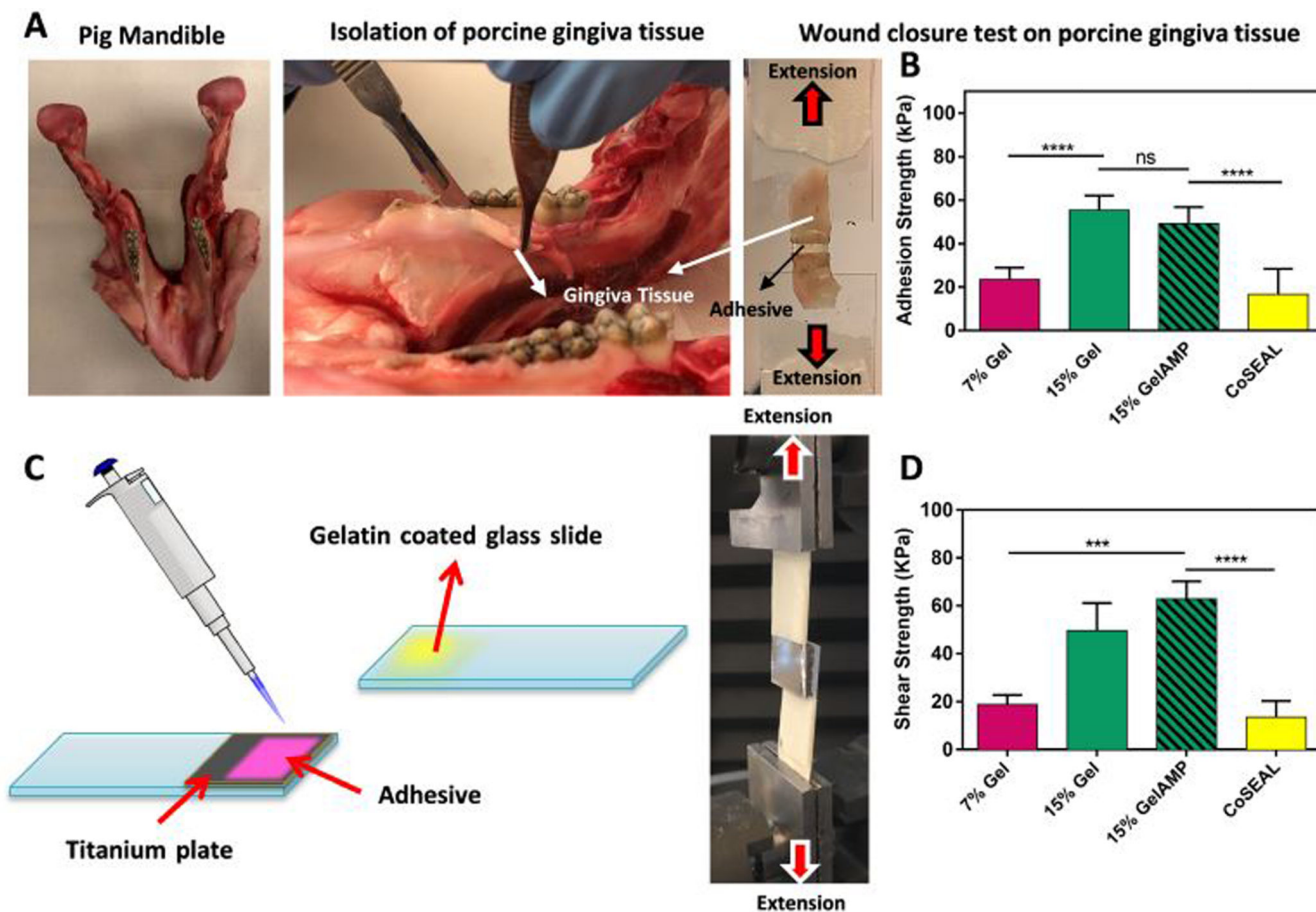 A
Pig Mandible
Isolation of porcine gingiva tissue
Wound closure test on porcine gingiva tissue
Gingiva Tissue
Extension
Adhesive
Extension
B
Adhesion Strength (kPa)
100
80
60
40
20
0
****
ns
****
7% Gel
15% Gel
15% GelAMP
CoSEAL
C
Gelatin coated glass slide
Adhesive
Titanium plate
Extension
Extension
D
Shear Strength (KPa)
100
80
60
40
20
0
***
****
7% Gel
15% Gel
15% GelAMP
CoSEAL